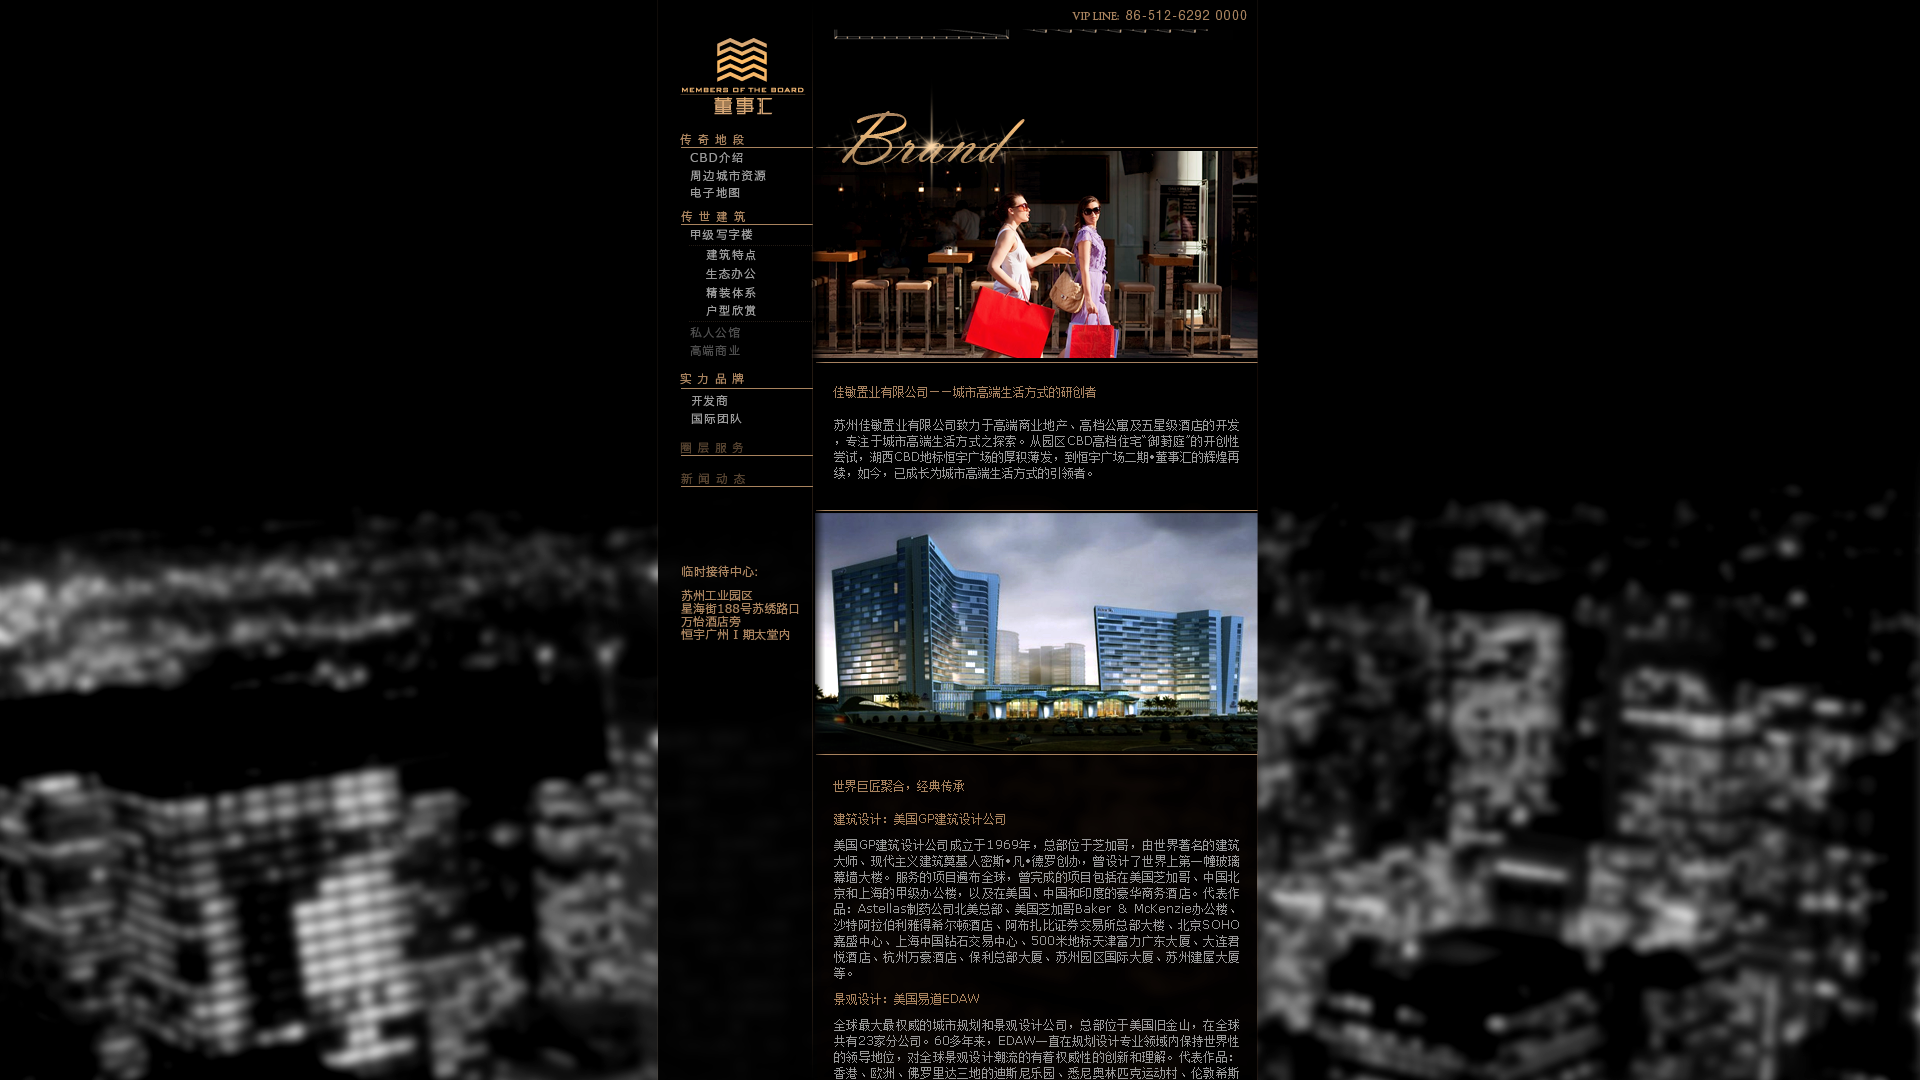 VIP LINE: 86-512-6292 0000
MEMBERS OF THE BOARD
董事汇
传奇地段
CBD介绍
周边城市资源
电子地图
传世建筑
甲级写字楼
建筑特点
生态办公
精装体系
户型欣赏
私人公馆
高端商业
实力品牌
开发商
国际团队
圈层服务
新闻动态
临时接待中心:
苏州工业园区
星海街188号苏绣路口
万怡酒店旁
恒宇广州 I 期太堂内
Brand
佳敏置业有限公司——城市高端生活方式的研创者
苏州佳敏置业有限公司致力于高端商业地产、高档公寓及五星级酒店的开发
，专注于城市高端生活方式之探索。从园区CBD高档住宅“御封庭”的开创性
尝试，湖西CBD地标恒宇广场的厚积薄发，到恒宇广场二期•董事汇的辉煌再
续，如今，已成长为城市高端生活方式的引领者。
世界巨匠聚合，经典传承
建筑设计：美国GP建筑设计公司
美国GP建筑设计公司成立于1969年，总部位于芝加哥，由世界著名的建筑
大师、现代主义建筑奠基人密斯•凡•德罗创办，曾设计了世界上第一幢玻璃
幕墙大楼。服务的项目遍布全球，曾完成的项目包括在美国芝加哥、中国北
京和上海的甲级办公楼，以及在美国、中国和印度的豪华商务酒店。代表作
品：Astellas制药公司北美总部、美国芝加哥Baker & McKenzie办公楼、
沙特阿拉伯利雅得希尔顿酒店、阿布扎比证券交易所总部大楼、北京SOHO
嘉盛中心、上海中国钻石交易中心、500米地标天津富力广东大厦、大连君
悦酒店、杭州万豪酒店、保利总部大厦、苏州园区国际大厦、苏州建屋大厦
等。
景观设计：美国易道EDAW
全球最大最权威的城市规划和景观设计公司，总部位于美国旧金山，在全球
共有23家分公司。60多年来，EDAW一直在规划设计专业领域内保持世界性
的领导地位，对全球景观设计潮流的有着权威性的创新和理解。代表作品：
香港、欧洲、佛罗里达三地的迪斯尼乐园、悉尼奥林匹克运动村、伦敦希斯